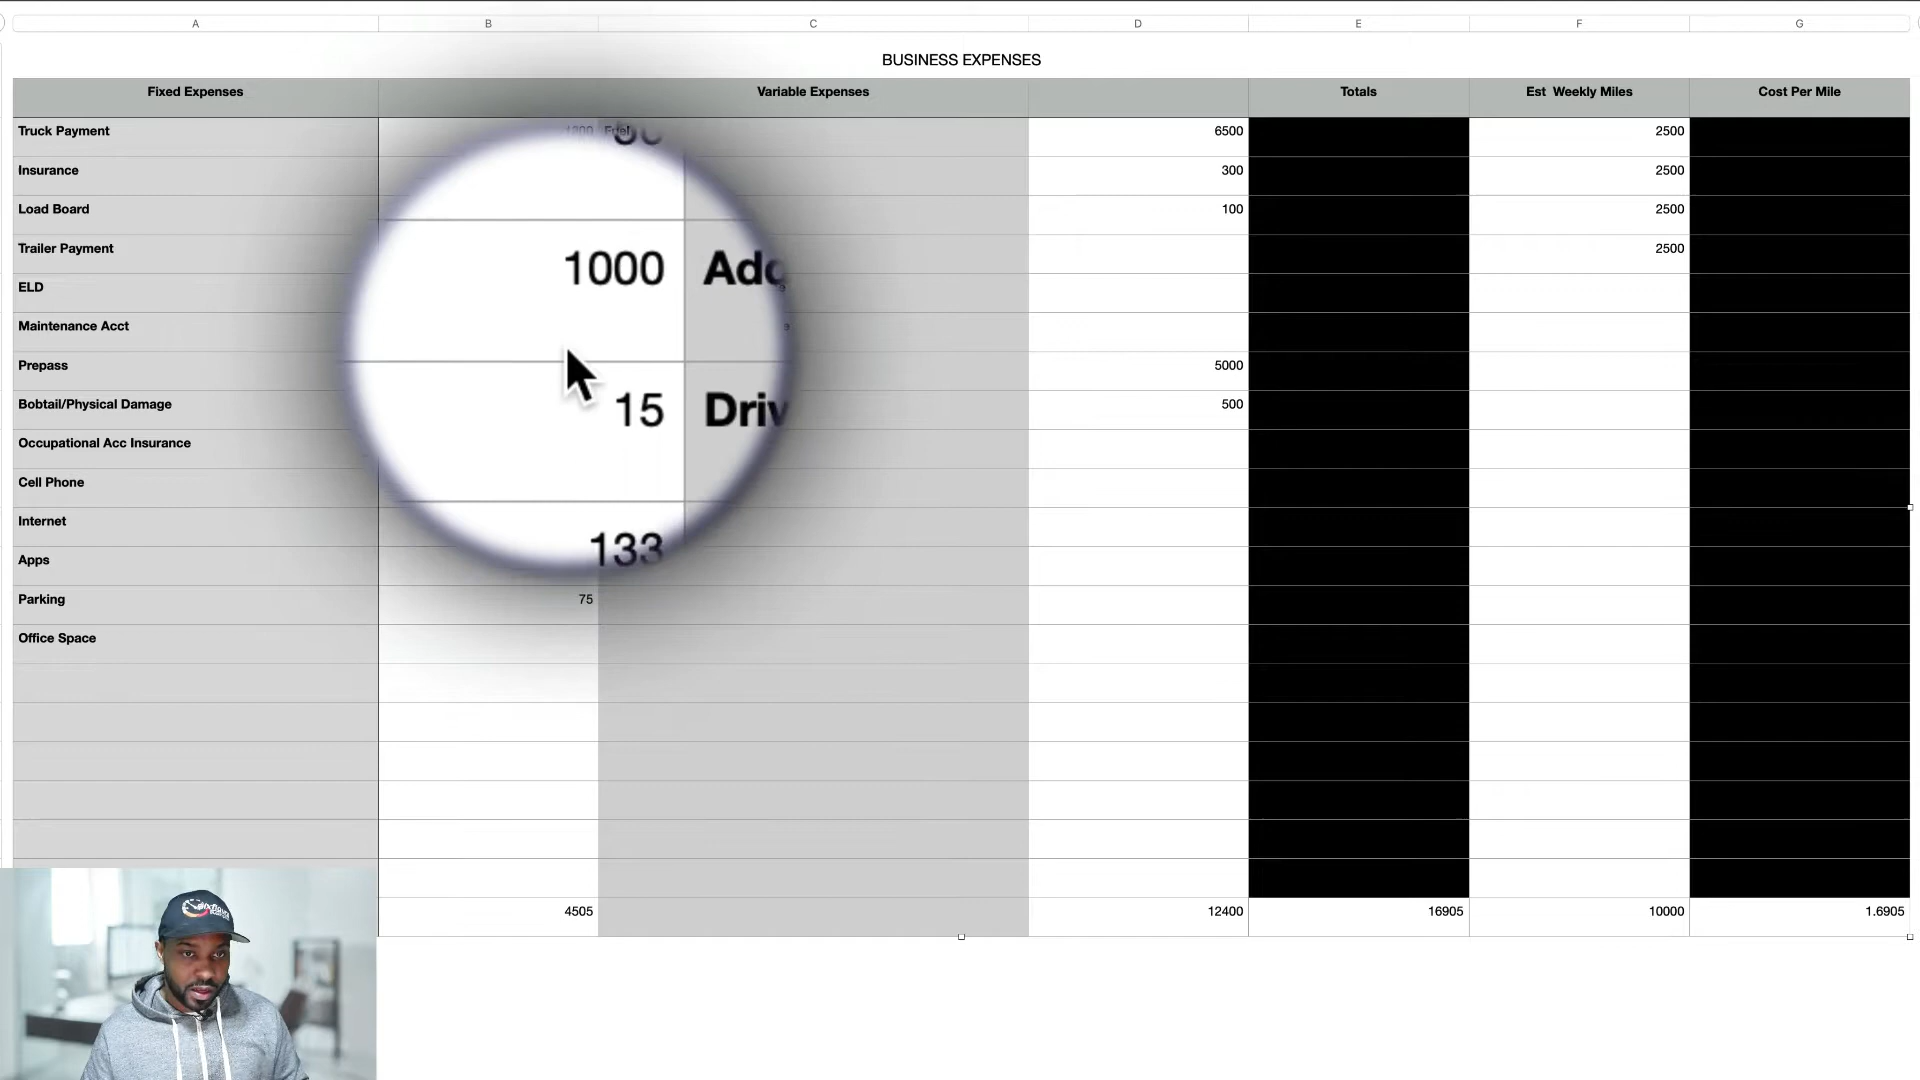 A B C D E F G
BUSINESS EXPENSES
Fixed Expenses Variable Expenses Totals Est Weekly Miles Cost Per Mile
Truck Payment 1200 Fuel 6500 2500
Insurance 300 2500
Load Board 100 2500
Trailer Payment 1000 2500
ELD
Maintenance Acct
Prepass 15 5000
Bobtail/Physical Damage 133 500
Occupational Acc Insurance
Cell Phone
Internet
Apps
Parking 75
Office Space
4505 12400 16905 10000 1.6905